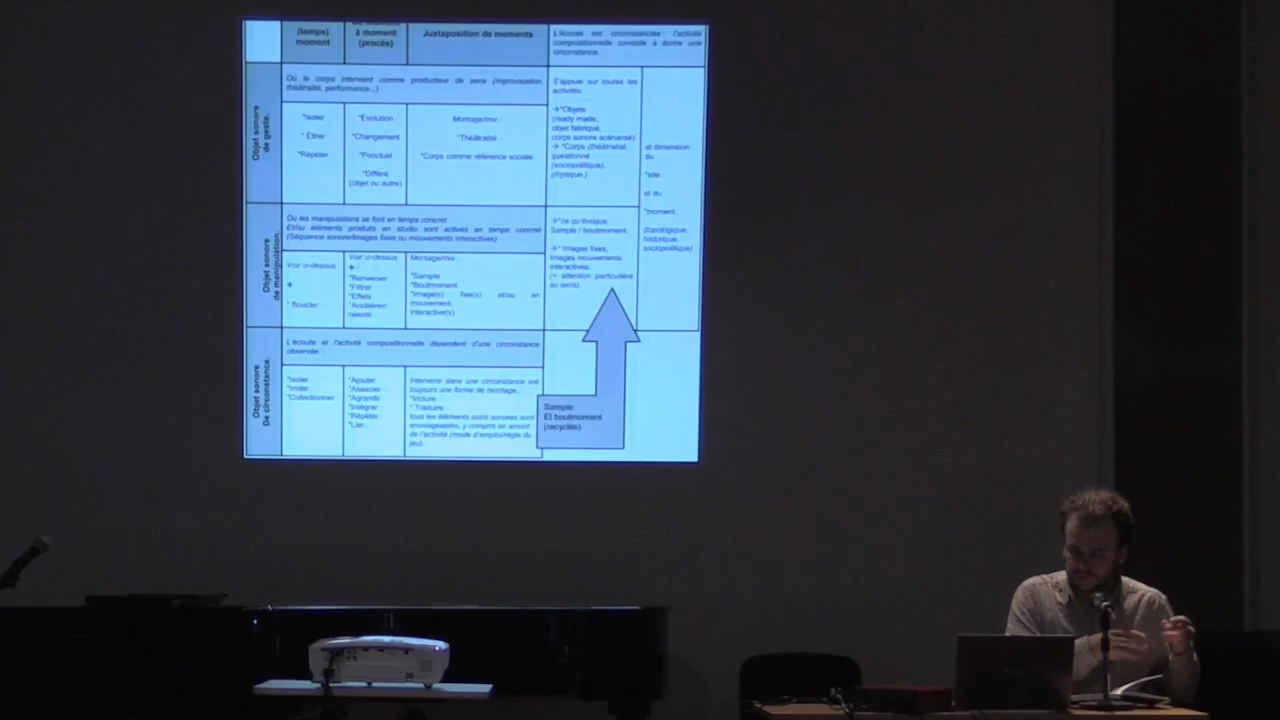 (temps)
moment
à moment
(procès)
Juxtaposition de moments
L'écoute est circonstanciée : l'activité
compositionnelle consiste à écrire une
circonstance.
Objet sonore
de geste.
Où le corps intervient comme producteur de sens (improvisation,
théâtralité, performance...)
*Isoler
* Étirer
*Répéter
*Évolution
*Changement
*Ponctuel
*Différé
(objet ou autre)
Montage/mix :
*Théâtralité
*Corps comme référence sociale
S'appuie sur toutes les
activités.
→*Objets
(ready made,
objet fabriqué,
corps sonore scénarisé)
→ *Corps (théâtralisé,
questionné
(sociopolitique),
physique.)
et dimension
du
*site
et du
*moment.
(topologique,
historique,
sociopolitique)
Objet sonore
de manipulation.
Où les manipulations se font en temps concret
Et/ou éléments produits en studio sont activés en temps concret
(Séquence sonore/Images fixes ou mouvements interactives)
Voir ci-dessus
+
* Boucler
Voir ci-dessus
+
*Renverser
*Filtrer
*Effets
*Accélérer/
ralentir
Montage/mix :
*Sample
*Boutmoment
*Image(s) fixe(s) et/ou en
mouvement,
interactive(s)
→*ce qu'évoque
Sample / boutmoment.
→* Images fixes,
Images mouvements
interactives.
(+ attention particulière
au sens)
Objet sonore
De circonstance.
L'écoute et l'activité compositionnelle dépendent d'une circonstance
observée.
*Isoler
*Imiter
*Collectionner
*Ajouter
*Associer
*Agrandir
*Intégrer
*Répéter
*Lier
Intervenir dans une circonstance est
toujours une forme de montage.
*Inclure
* Traduire
tous les éléments extra sonores sont
envisageables, y compris en amont
de l'activité (mode d'emploi/règle du
jeu).
Sample
Et boutmoment
(recyclés)